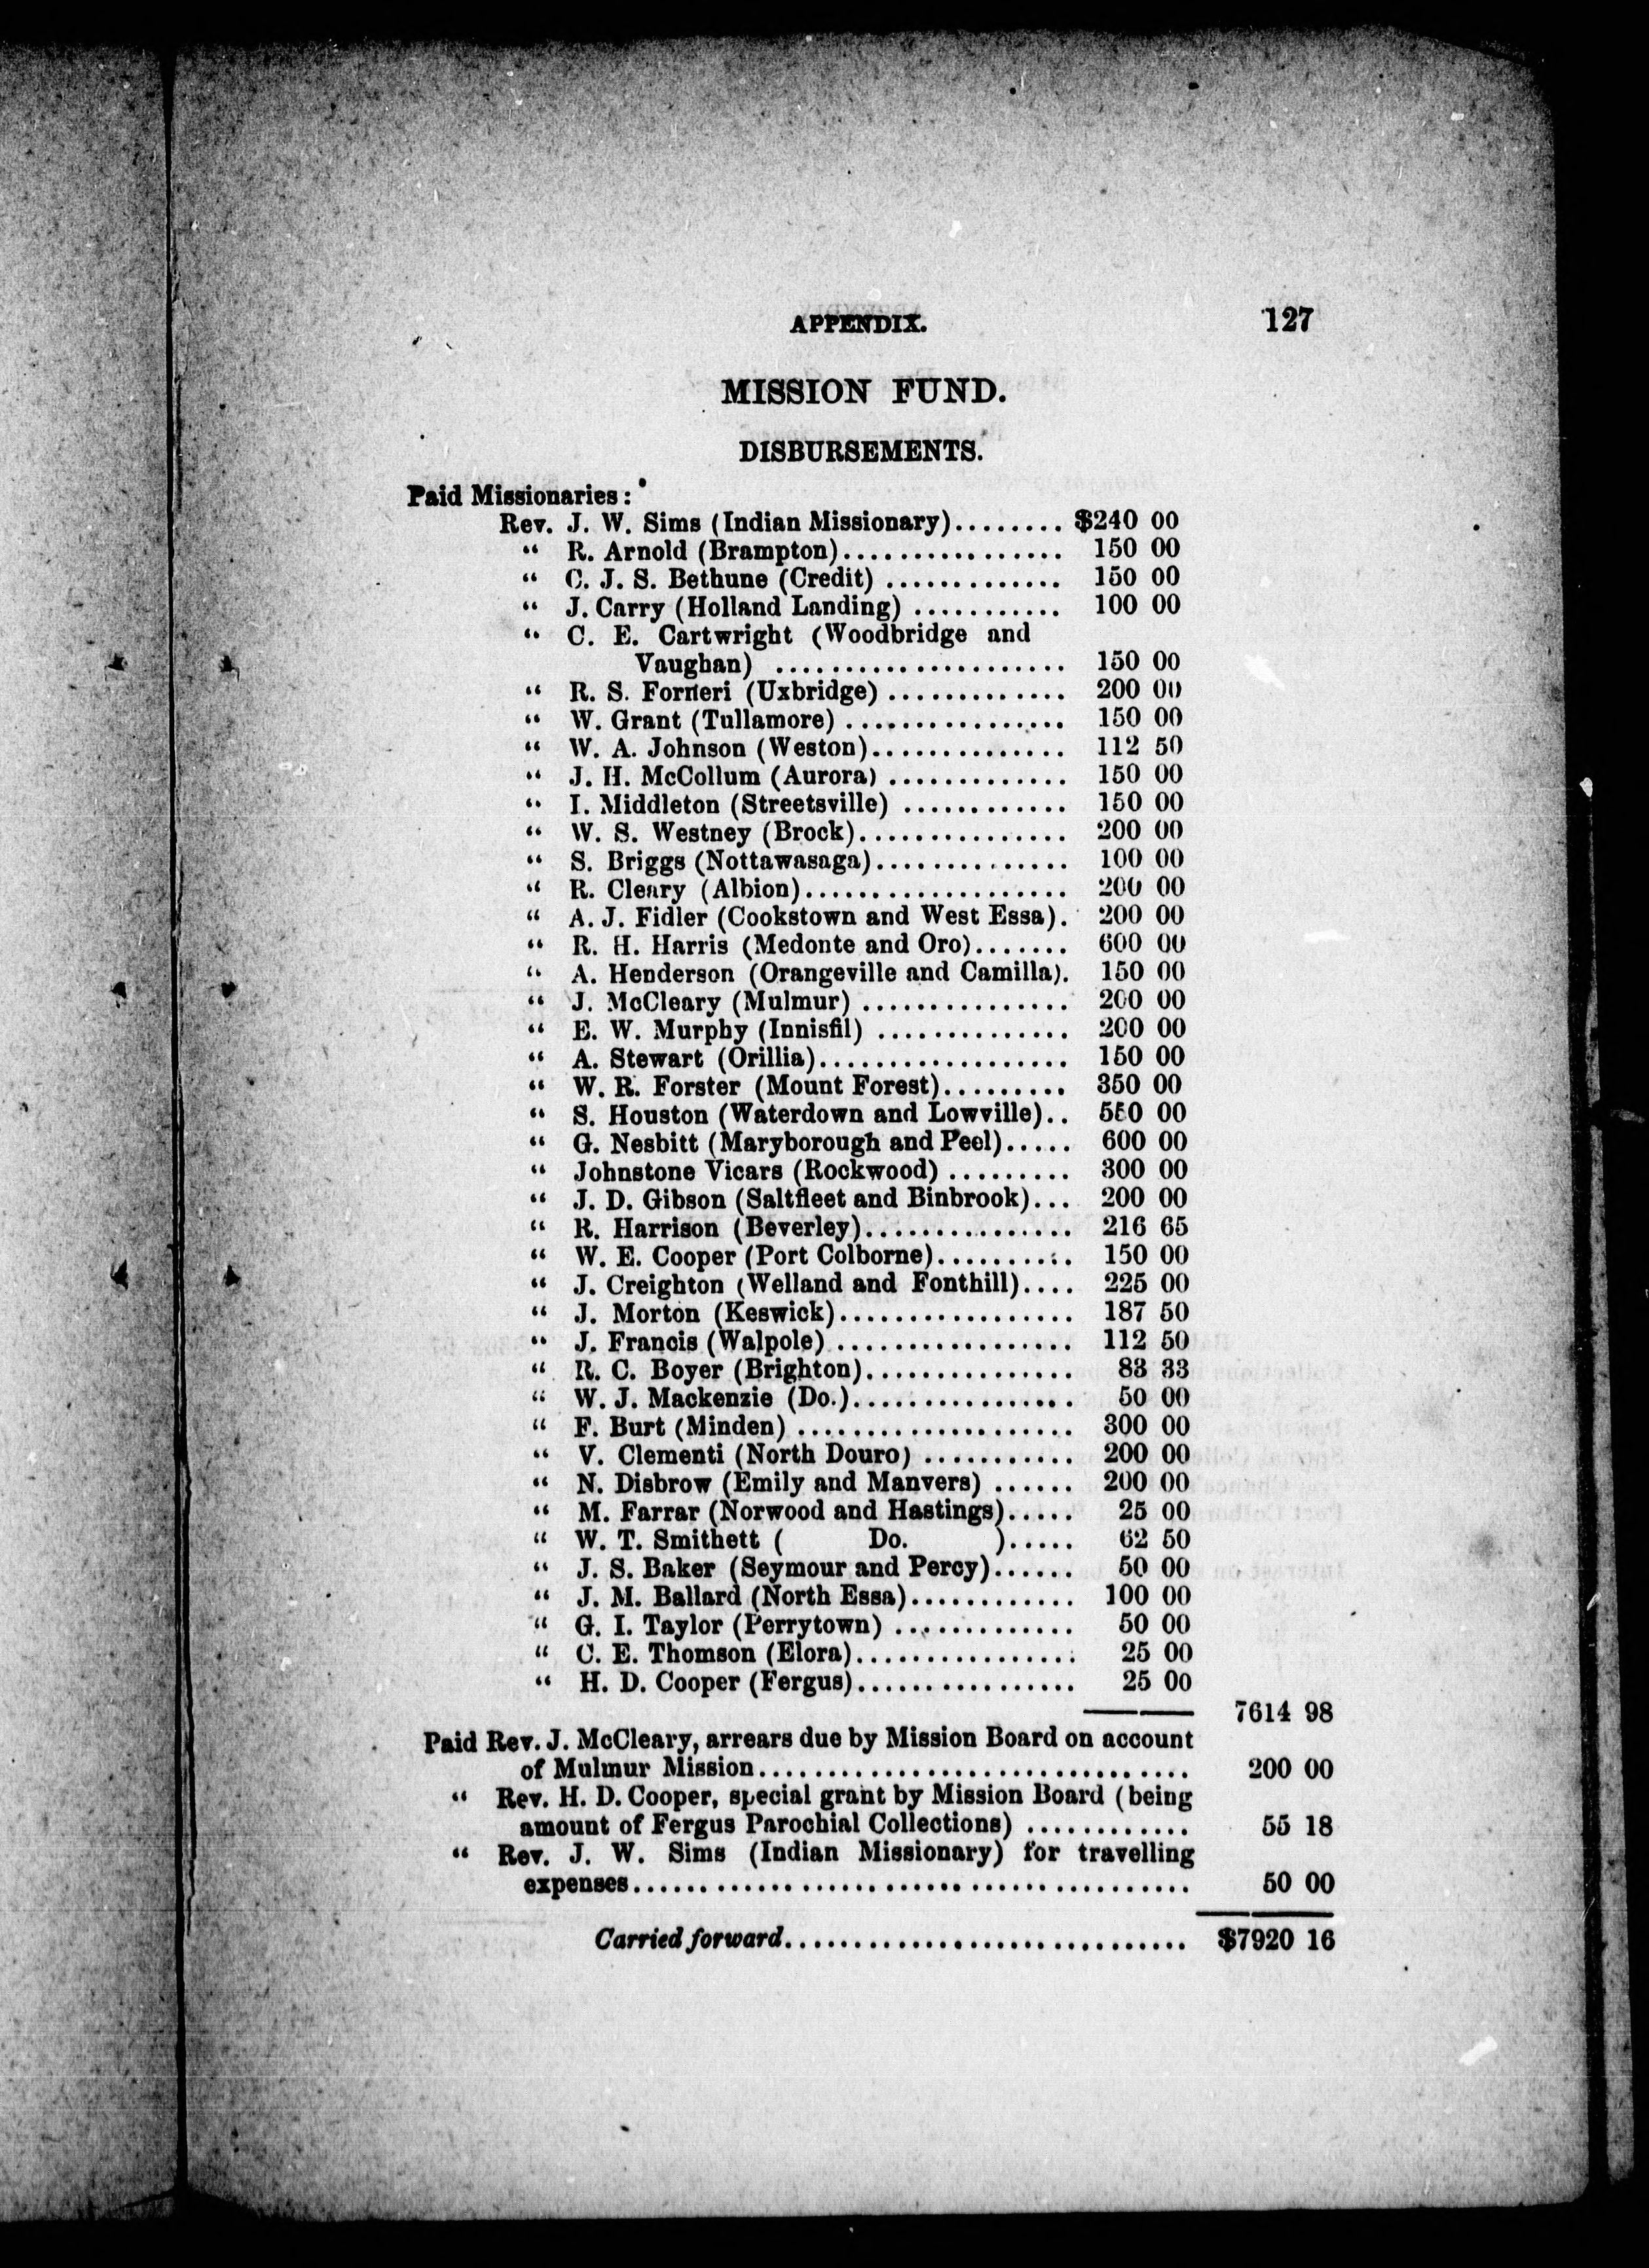 APPENDIX. 127
MISSION FUND.
DISBURSEMENTS.
Paid Missionaries:
Rev. J. W. Sims (Indian Missionary)........ $240 00
“ R. Arnold (Brampton)................ 150 00
“ C. J. S. Bethune (Credit) ............. 150 00
“ J. Carry (Holland Landing) ........... 100 00
“ C. E. Cartwright (Woodbridge and
Vaughan) ..................... 150 00
“ R. S. Forneri (Uxbridge) ............. 200 00
“ W. Grant (Tullamore) ................ 150 00
“ W. A. Johnson (Weston).............. 112 50
“ J. H. McCollum (Aurora) ............. 150 00
“ I. Middleton (Streetsville) ............ 150 00
“ W. S. Westney (Brock)............... 200 00
“ S. Briggs (Nottawasaga).............. 100 00
“ R. Cleary (Albion)................... 200 00
“ A. J. Fidler (Cookstown and West Essa). 200 00
“ R. H. Harris (Medonte and Oro)....... 600 00
“ A. Henderson (Orangeville and Camilla). 150 00
“ J. McCleary (Mulmur) ............... 200 00
“ E. W. Murphy (Innisfil) .............. 200 00
“ A. Stewart (Orillia).................. 150 00
“ W. R. Forster (Mount Forest)......... 350 00
“ S. Houston (Waterdown and Lowville).. 550 00
“ G. Nesbitt (Maryborough and Peel)..... 600 00
“ Johnstone Vicars (Rockwood) ......... 300 00
“ J. D. Gibson (Saltfleet and Binbrook)... 200 00
“ R. Harrison (Beverley)............... 216 65
“ W. E. Cooper (Port Colborne).......... 150 00
“ J. Creighton (Welland and Fonthill).... 225 00
“ J. Morton (Keswick)................. 187 50
“ J. Francis (Walpole) ................. 112 50
“ R. C. Boyer (Brighton)............... 83 33
“ W. J. Mackenzie (Do.)................ 50 00
“ F. Burt (Minden) .................... 300 00
“ V. Clementi (North Douro) ........... 200 00
“ N. Disbrow (Emily and Manvers) ...... 200 00
“ M. Farrar (Norwood and Hastings)..... 25 00
“ W. T. Smithett ( Do. )..... 62 50
“ J. S. Baker (Seymour and Percy)...... 50 00
“ J. M. Ballard (North Essa)............ 100 00
“ G. I. Taylor (Perrytown) ............. 50 00
“ C. E. Thomson (Elora)................ 25 00
“ H. D. Cooper (Fergus)................ 25 00
7614 98
Paid Rev. J. McCleary, arrears due by Mission Board on account
of Mulmur Mission............................... 200 00
“ Rev. H. D. Cooper, special grant by Mission Board (being
amount of Fergus Parochial Collections) ............ 55 18
“ Rev. J. W. Sims (Indian Missionary) for travelling
expenses........................................ 50 00
Carried forward............................. $7920 16